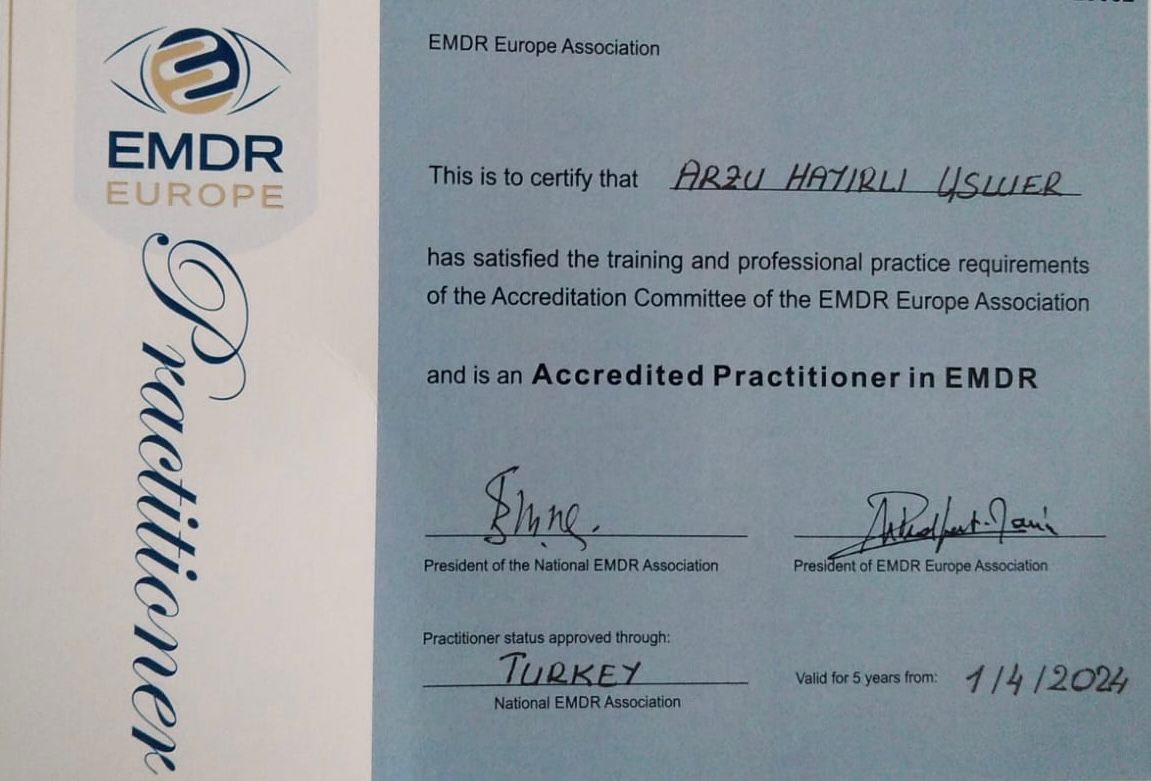 EMDR
EUROPE
Practitioner
EMDR Europe Association
This is to certify that ARZU HAYIRLI
has satisfied the training and professional practice requirements
of the Accreditation Committee of the EMDR Europe Association
and is an Accredited Practitioner in EMDR
President of the National EMDR Association
President of EMDR Europe Association
Practitioner status approved through:
TURKEY
National EMDR Association
Valid for 5 years from: 1/4/2024